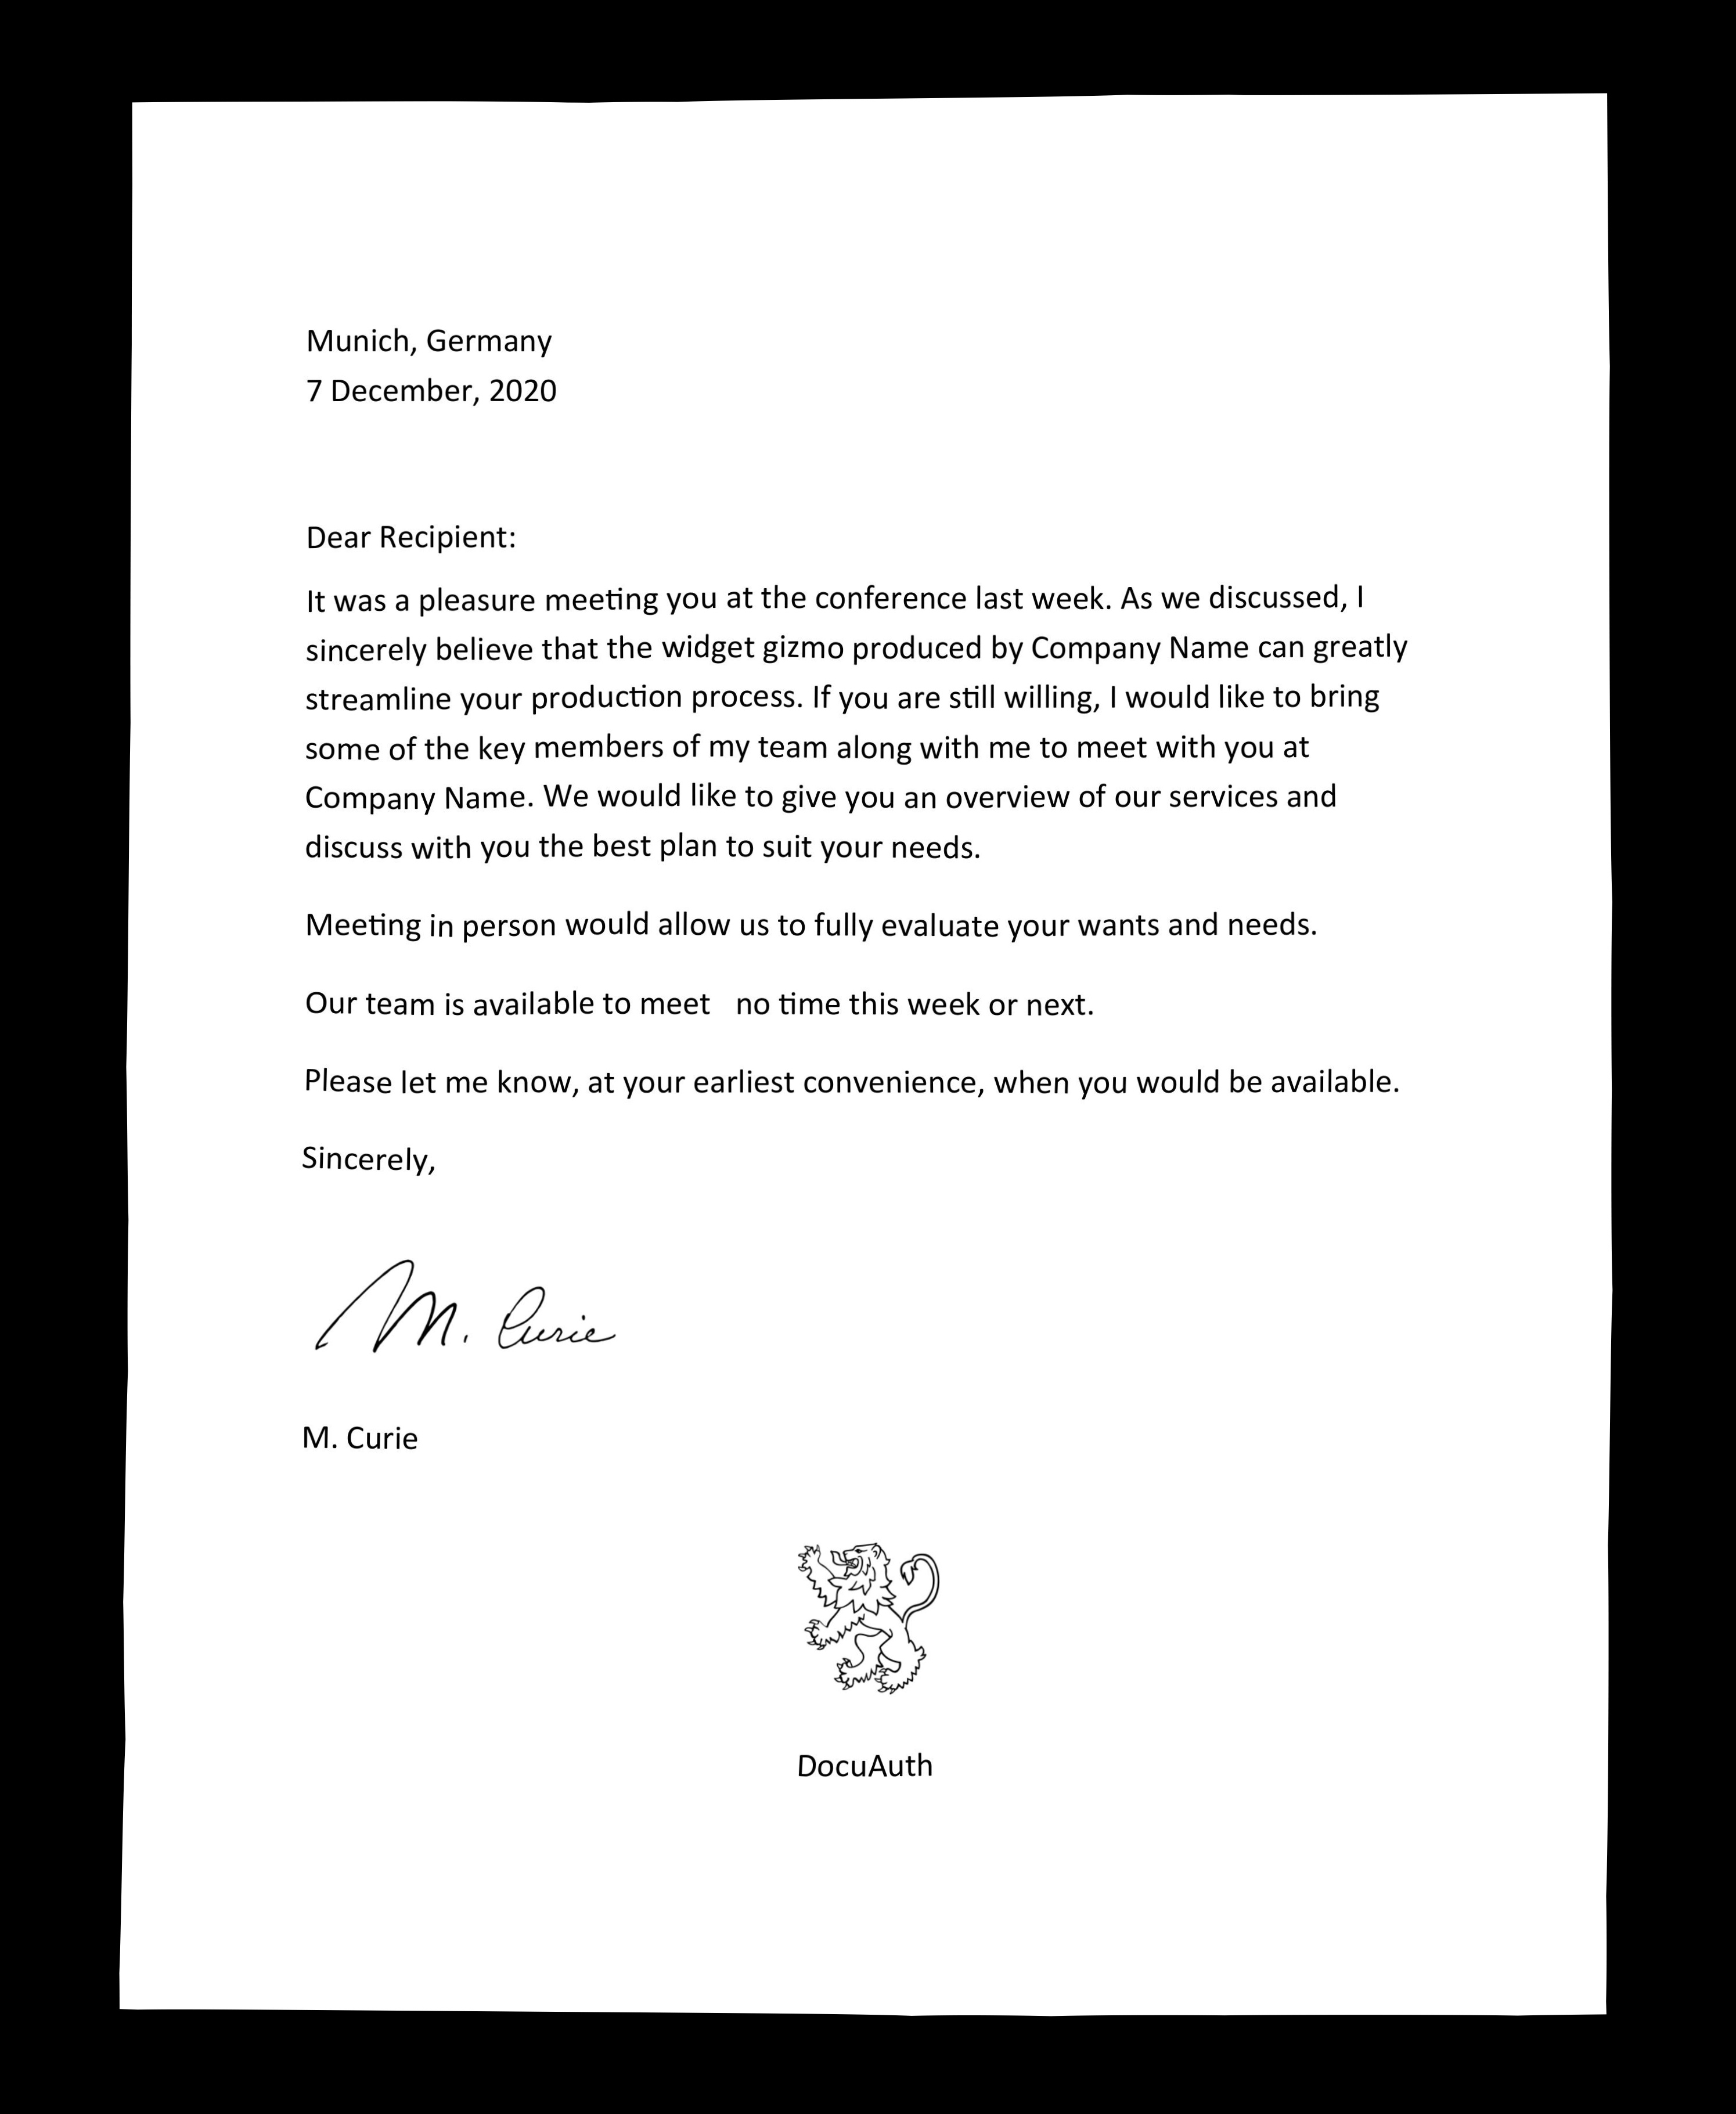 Munich, Germany
7 December, 2020
Dear Recipient:
It was a pleasure meeting you at the conference last week. As we discussed, I
sincerely believe that the widget gizmo produced by Company Name can greatly
streamline your production process. If you are still willing, I would like to bring
some of the key members of my team along with me to meet with you at
Company Name. We would like to give you an overview of our services and
discuss with you the best plan to suit your needs.
Meeting in person would allow us to fully evaluate your wants and needs.
Our team is available to meet no time this week or next.
Please let me know, at your earliest convenience, when you would be available.
Sincerely,
M. Curie
M. Curie
DocuAuth